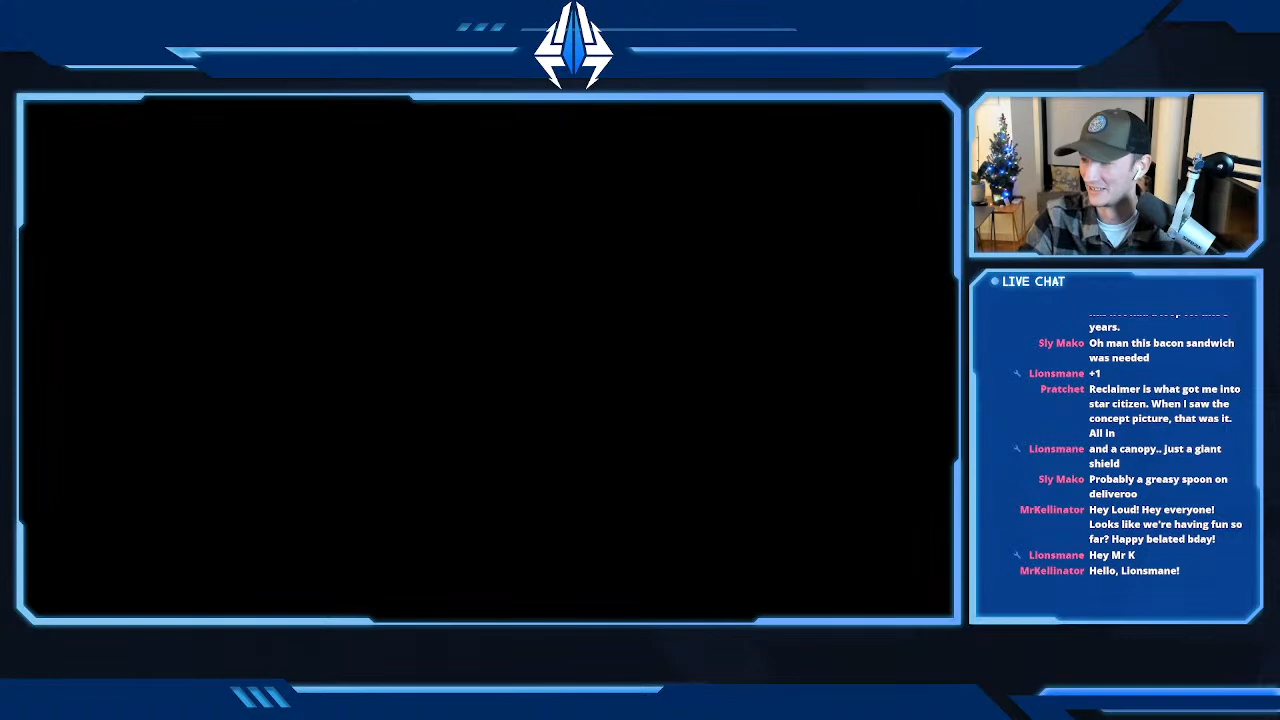 LIVE CHAT
years.
Sly Mako Oh man this bacon sandwich
was needed
Lionsmane +1
Pratchet Reclaimer is what got me into
star citizen. When I saw the
concept picture, that was it.
All in
Lionsmane and a canopy.. just a giant
shield
Sly Mako Probably a greasy spoon on
deliveroo
MrKellinator Hey Loud! Hey everyone!
Looks like we're having fun so
far? Happy belated bday!
Lionsmane Hey Mr K
MrKellinator Hello, Lionsmane!